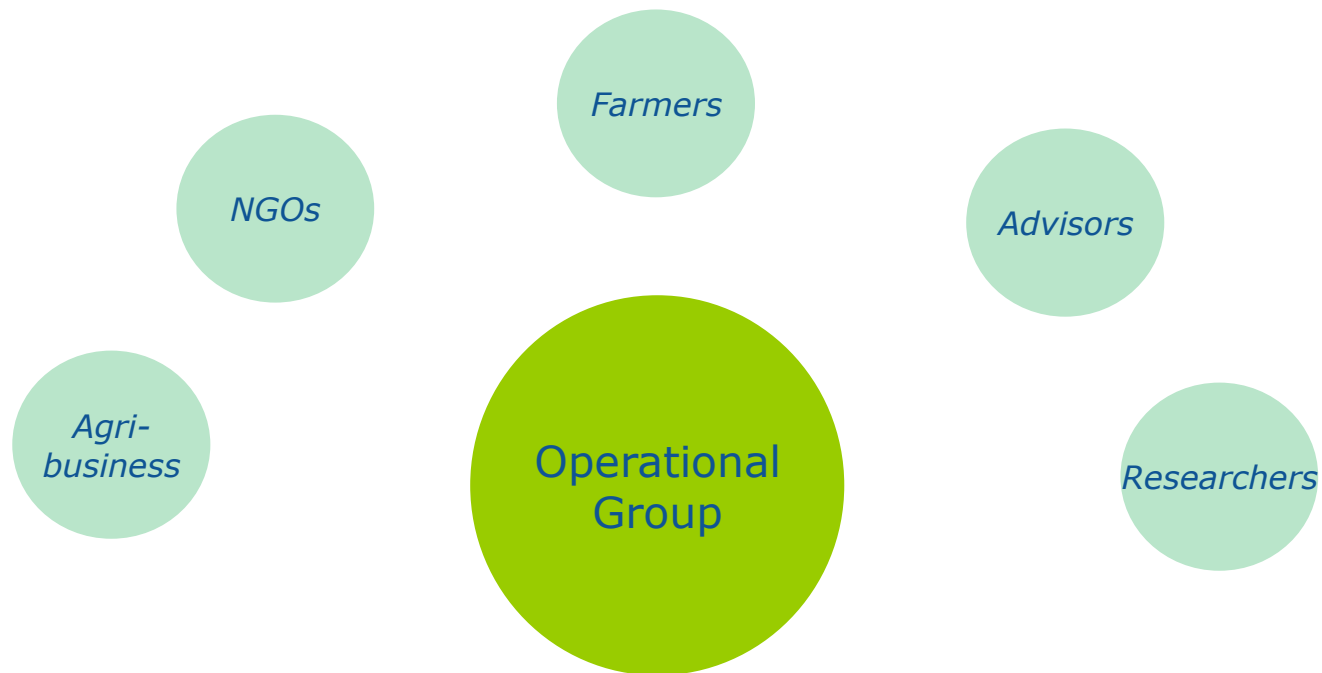 Farmers
NGOs
Advisors
Agri-
business
Operational
Group
Researchers